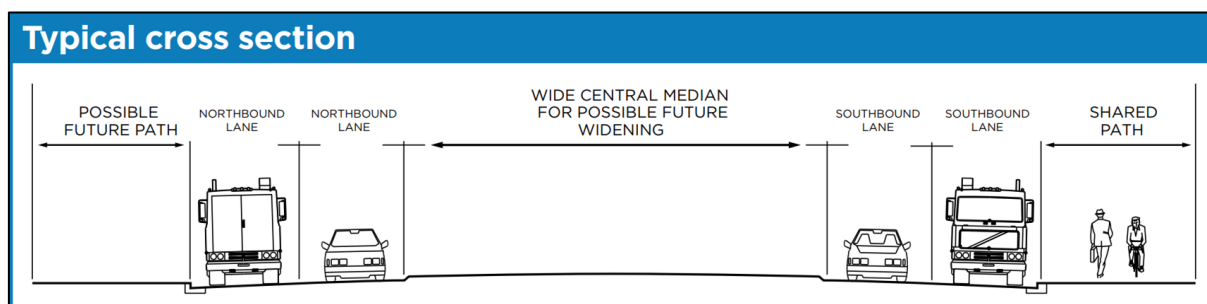 Typical cross section
POSSIBLE
FUTURE PATH
NORTHBOUND
LANE
NORTHBOUND
LANE
WIDE CENTRAL MEDIAN
FOR POSSIBLE FUTURE
WIDENING
SOUTHBOUND
LANE
SOUTHBOUND
LANE
SHARED
PATH